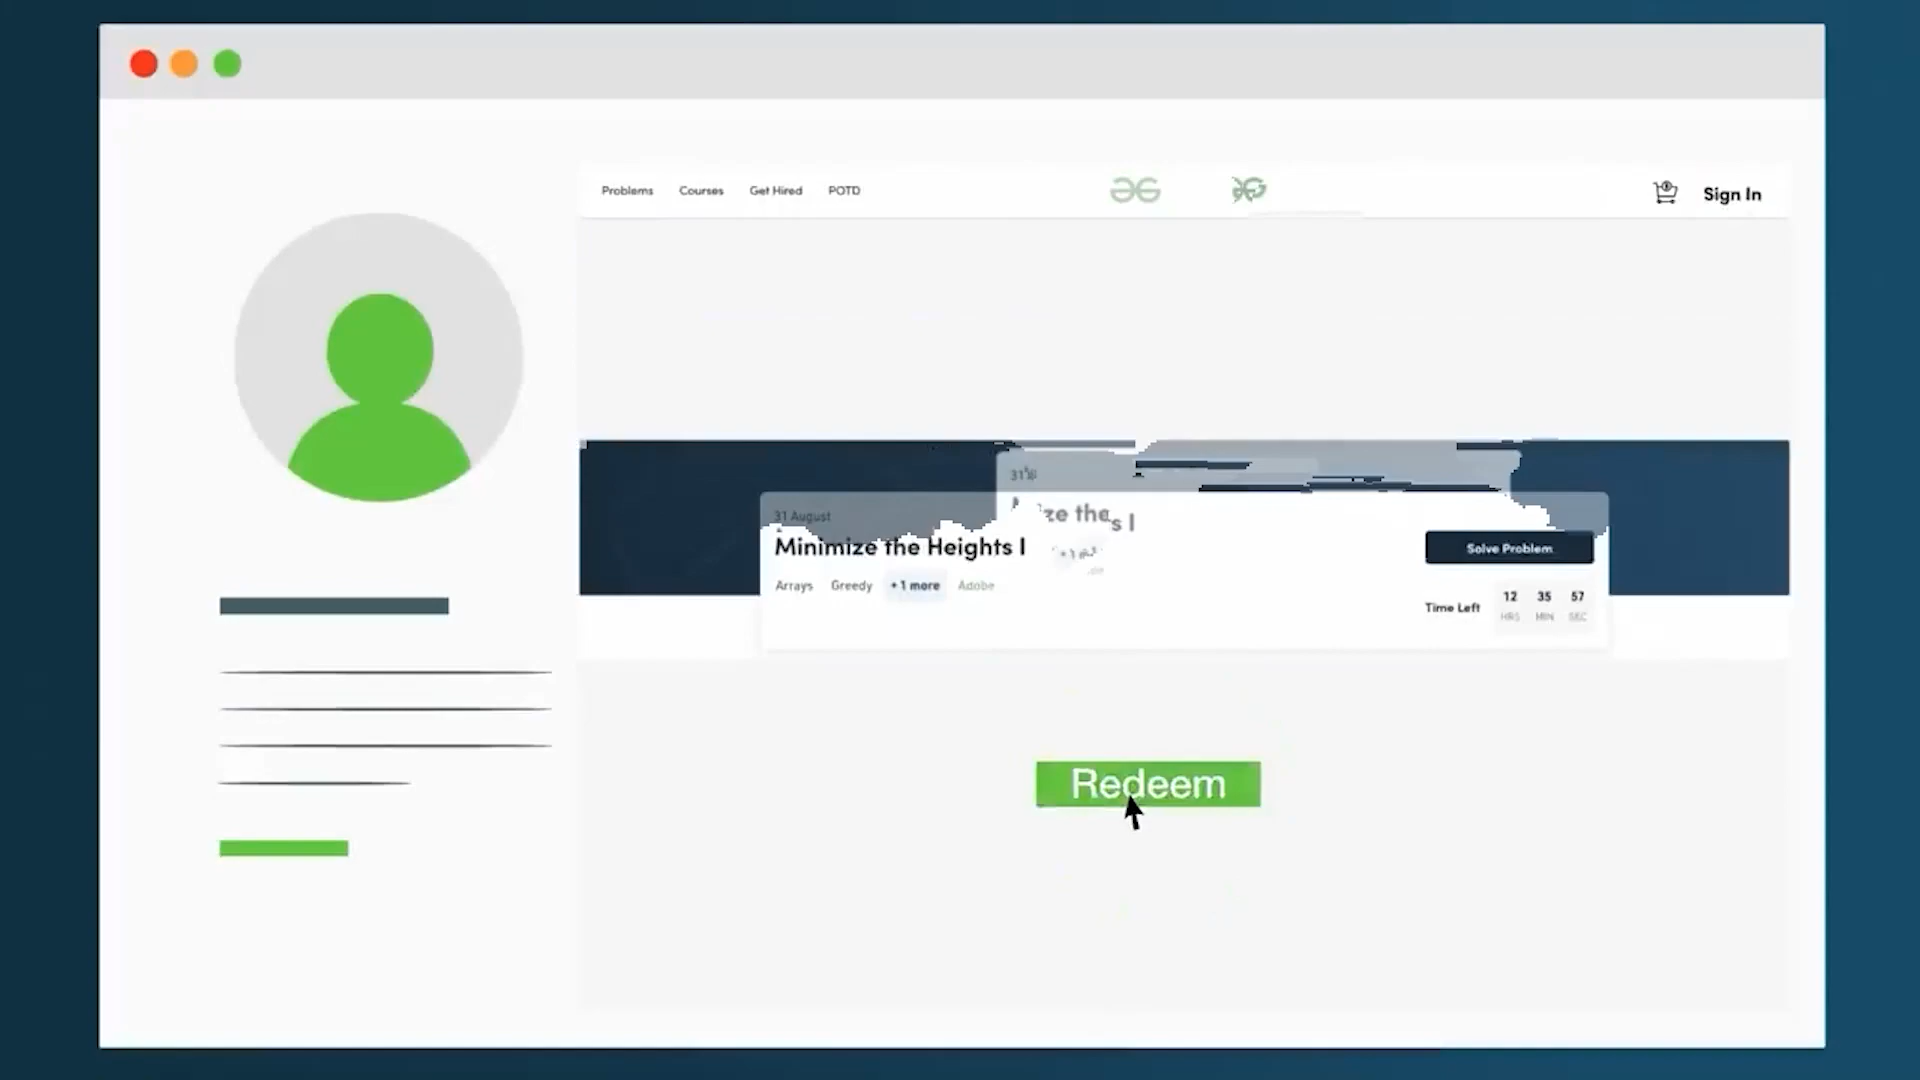 Problems Courses Get Hired POTD
Sign In
31 August
Minimize the Heights I
Arrays Greedy +1 more Adobe
Solve Problem
Time Left
12 35 57
HRS MIN SEC
Redeem